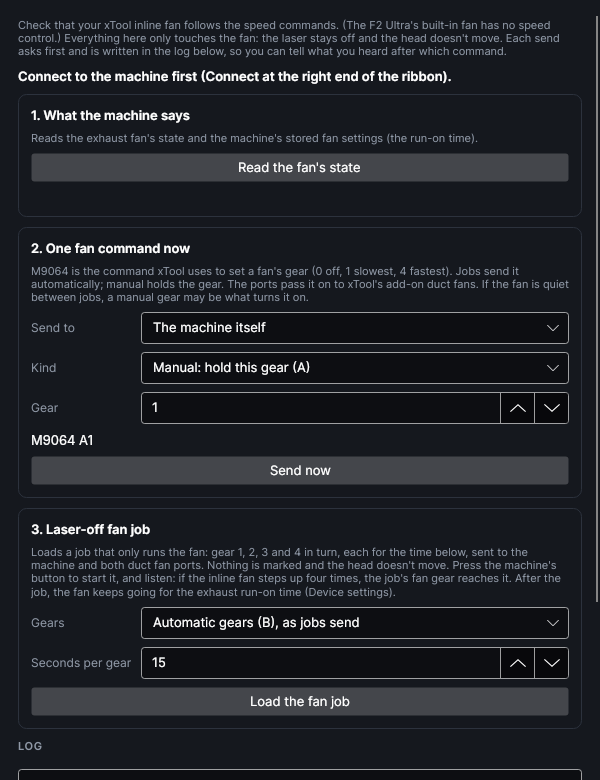 Check that your xTool inline fan follows the speed commands. (The F2 Ultra's built-in fan has no speed
control.) Everything here only touches the fan: the laser stays off and the head doesn't move. Each send
asks first and is written in the log below, so you can tell what you heard after which command.
Connect to the machine first (Connect at the right end of the ribbon).
1. What the machine says
Reads the exhaust fan's state and the machine's stored fan settings (the run-on time).
Read the fan's state
2. One fan command now
M9064 is the command xTool uses to set a fan's gear (0 off, 1 slowest, 4 fastest). Jobs send it
automatically; manual holds the gear. The ports pass it on to xTool's add-on duct fans. If the fan is quiet
between jobs, a manual gear may be what turns it on.
Send to The machine itself
Kind Manual: hold this gear (A)
Gear 1
M9064 A1
Send now
3. Laser-off fan job
Loads a job that only runs the fan: gear 1, 2, 3 and 4 in turn, each for the time below, sent to the
machine and both duct fan ports. Nothing is marked and the head doesn't move. Press the machine's
button to start it, and listen: if the inline fan steps up four times, the job's fan gear reaches it. After the
job, the fan keeps going for the exhaust run-on time (Device settings).
Gears Automatic gears (B), as jobs send
Seconds per gear 15
Load the fan job
LOG